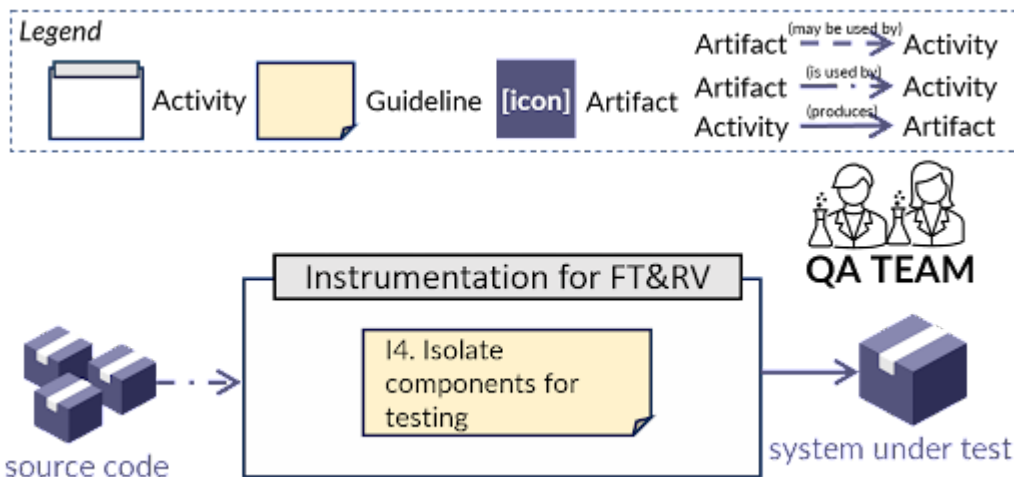 Legend
Activity
Guideline
[icon]
Artifact
Artifact (may be used by) Activity
Artifact (is used by) Activity
Activity (produces) Artifact
QA TEAM
Instrumentation for FT&RV
I4. Isolate
components for
testing
source code
system under test